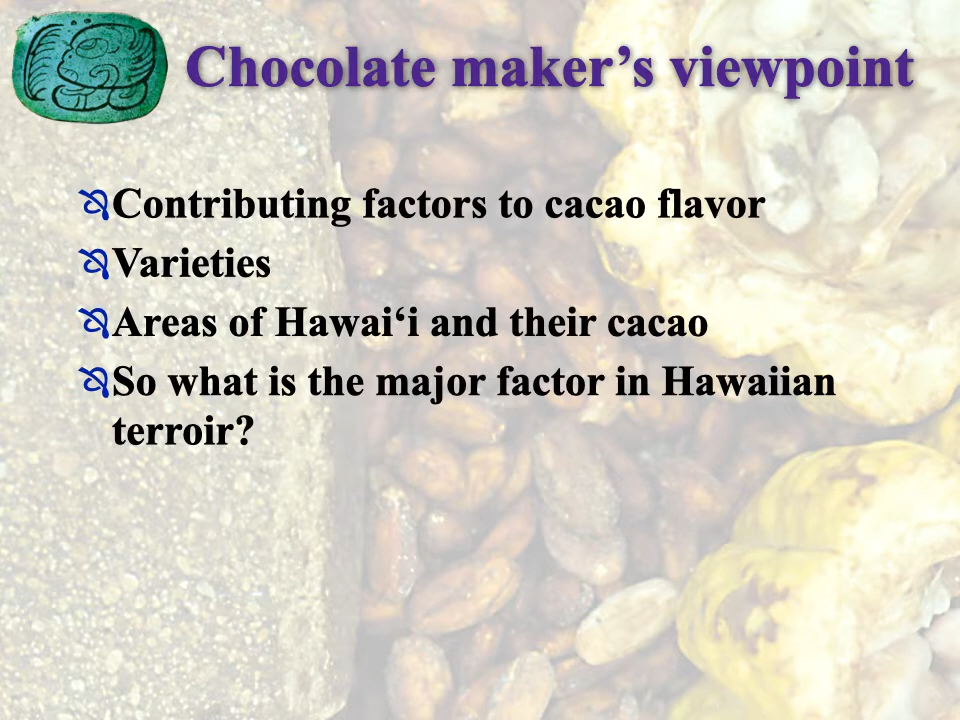 Chocolate maker’s viewpoint
Contributing factors to cacao flavor
Varieties
Areas of Hawai‘i and their cacao
So what is the major factor in Hawaiian
terroir?